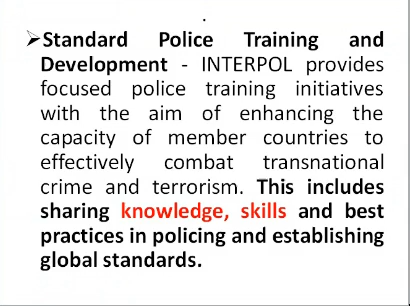 ➢Standard Police Training and
Development - INTERPOL provides
focused police training initiatives
with the aim of enhancing the
capacity of member countries to
effectively combat transnational
crime and terrorism. This includes
sharing knowledge, skills and best
practices in policing and establishing
global standards.